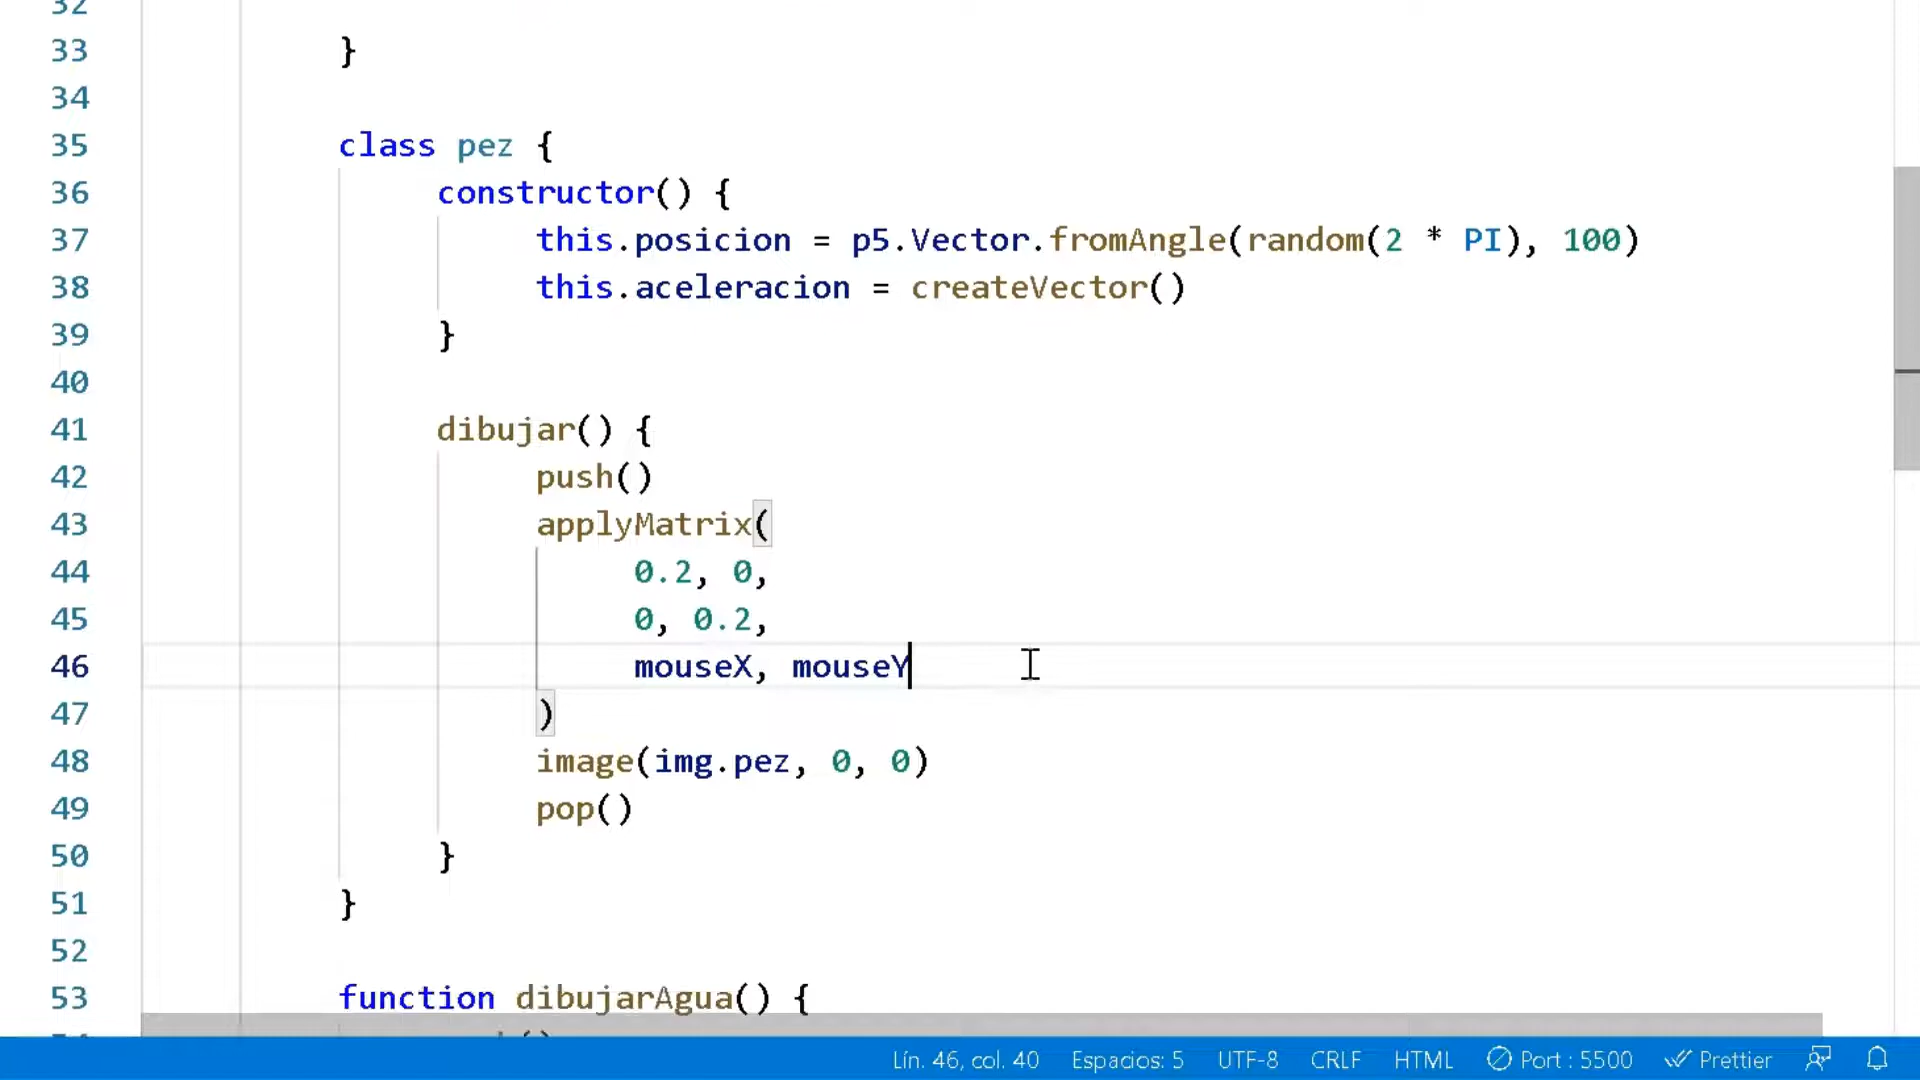 32
33 }
34
35 class pez {
36 constructor() {
37 this.posicion = p5.Vector.fromAngle(random(2 * PI), 100)
38 this.aceleracion = createVector()
39 }
40
41 dibujar() {
42 push()
43 applyMatrix(
44 0.2, 0,
45 0, 0.2,
46 mouseX, mouseY
47 )
48 image(img.pez, 0, 0)
49 pop()
50 }
51 }
52
53 function dibujarAgua() {
Lín. 46, col. 40 Espacios: 5 UTF-8 CRLF HTML Port : 5500 Prettier